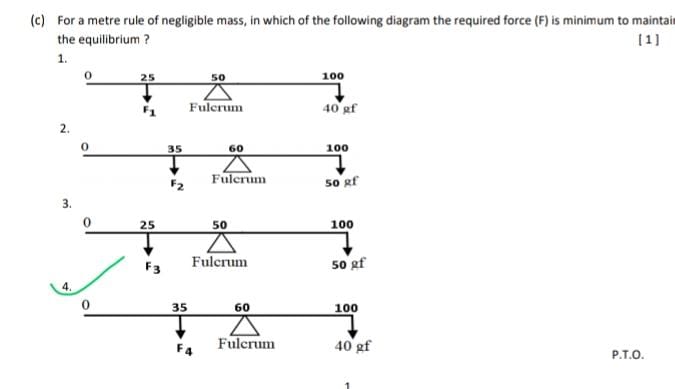 (c) For a metre rule of negligible mass, in which of the following diagram the required force (F) is minimum to maintain
the equilibrium ?
[1]
1.
0 25 50 100
F1 Fulcrum 40 gf
2.
0 35 60 100
F2 Fulcrum 50 gf
3.
0 25 50 100
F3 Fulcrum 50 gf
4.
0 35 60 100
F4 Fulcrum 40 gf
P.T.O.
1